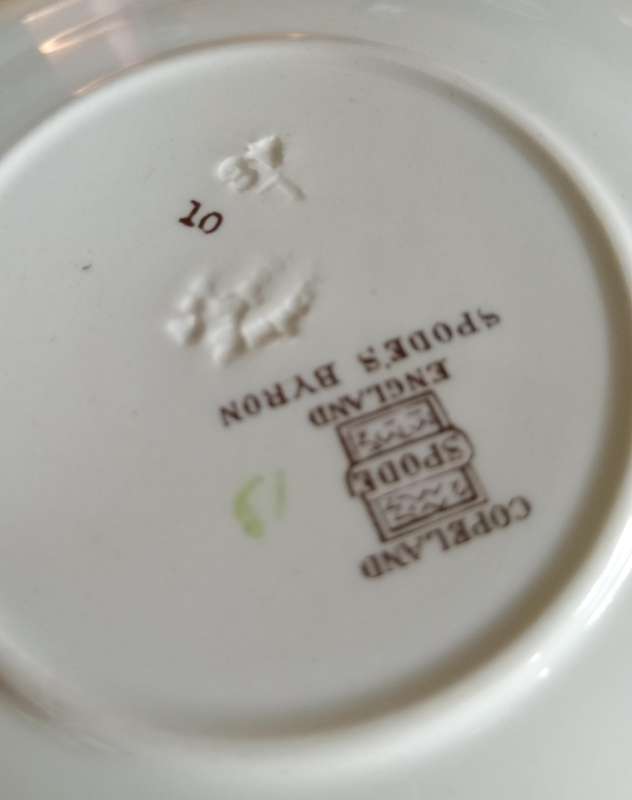 COPELAND
SPODE
ENGLAND
SPODE'S BYRON
10